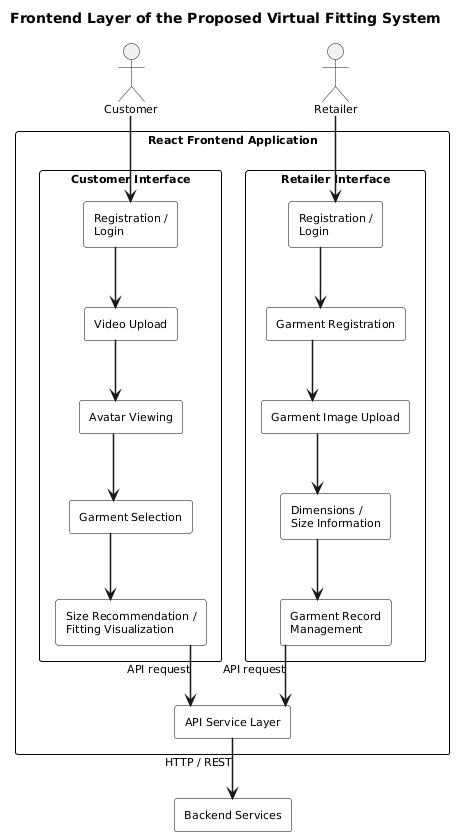 Frontend Layer of the Proposed Virtual Fitting System
Customer
Retailer
React Frontend Application
Customer Interface
Registration /
Login
Video Upload
Avatar Viewing
Garment Selection
Size Recommendation /
Fitting Visualization
Retailer Interface
Registration /
Login
Garment Registration
Garment Image Upload
Dimensions /
Size Information
Garment Record
Management
API request
API request
API Service Layer
HTTP / REST
Backend Services